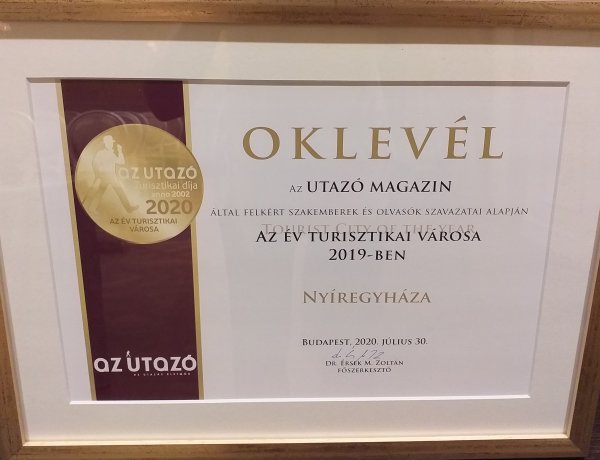 OKLEVÉL
AZ UTAZÓ MAGAZIN
ÁLTAL FELKÉRT SZAKEMBEREK ÉS OLVASÓK SZAVAZATAI ALAPJÁN
TOURIST CITY OF THE YEAR
AZ ÉV TURISZTIKAI VÁROSA
2019-BEN
NYÍREGYHÁZA
BUDAPEST, 2020. JÚLIUS 30.
DR. ERSEK M. ZOLTÁN
FŐSZERKESZTŐ
az utazó
Turisztikai díja
anno 2002
2020
AZ ÉV TURISZTIKAI
VÁROSA
az utazó